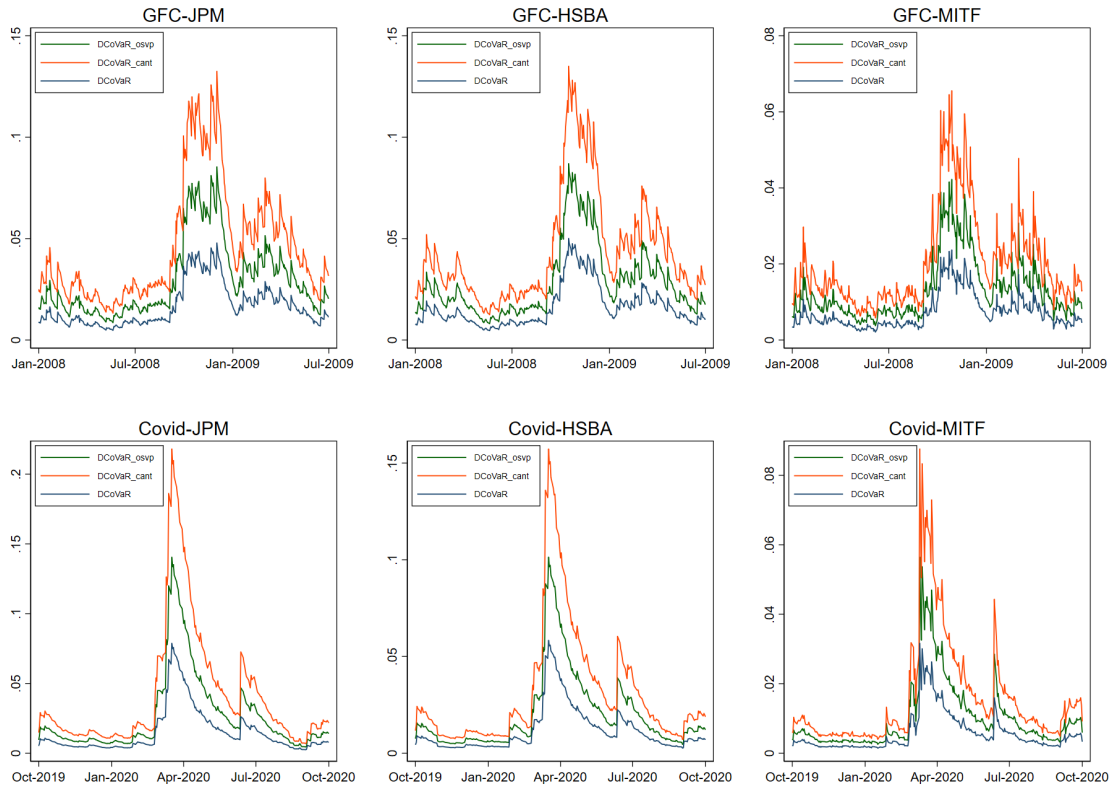 GFC-JPM
DCoVaR_osvp
DCoVaR_cant
DCoVaR
.15
.1
.05
0
Jan-2008 Jul-2008 Jan-2009 Jul-2009
GFC-HSBA
DCoVaR_osvp
DCoVaR_cant
DCoVaR
.15
.1
.05
0
Jan-2008 Jul-2008 Jan-2009 Jul-2009
GFC-MITF
DCoVaR_osvp
DCoVaR_cant
DCoVaR
.08
.06
.04
.02
0
Jan-2008 Jul-2008 Jan-2009 Jul-2009
Covid-JPM
DCoVaR_osvp
DCoVaR_cant
DCoVaR
.2
.15
.1
.05
0
Oct-2019 Jan-2020 Apr-2020 Jul-2020 Oct-2020
Covid-HSBA
DCoVaR_osvp
DCoVaR_cant
DCoVaR
.15
.1
.05
0
Oct-2019 Jan-2020 Apr-2020 Jul-2020 Oct-2020
Covid-MITF
DCoVaR_osvp
DCoVaR_cant
DCoVaR
.08
.06
.04
.02
0
Oct-2019 Jan-2020 Apr-2020 Jul-2020 Oct-2020